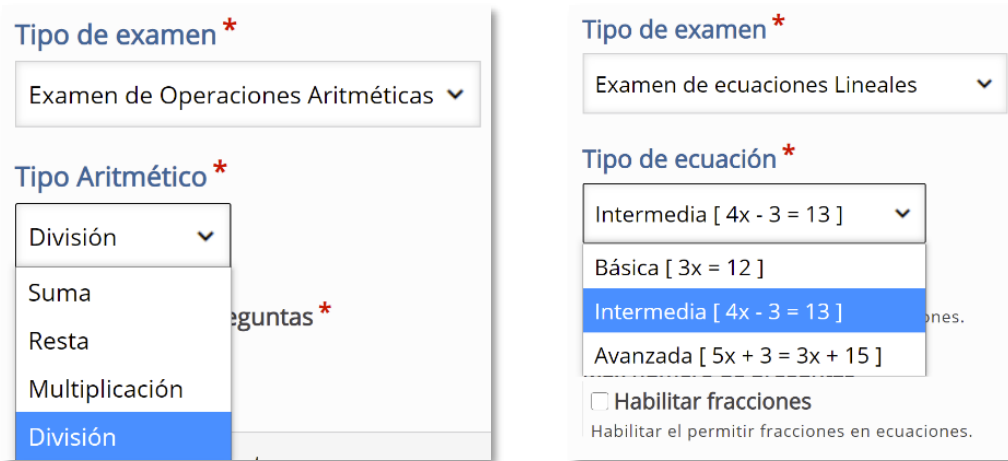 Tipo de examen *
Examen de Operaciones Aritméticas
Tipo Aritmético *
División
Suma
Resta
Multiplicación
División
Tipo de examen *
Examen de ecuaciones Lineales
Tipo de ecuación *
Intermedia [ 4x - 3 = 13 ]
Básica [ 3x = 12 ]
Intermedia [ 4x - 3 = 13 ]
Avanzada [ 5x + 3 = 3x + 15 ]
Habilitar fracciones
Habilitar el permitir fracciones en ecuaciones.